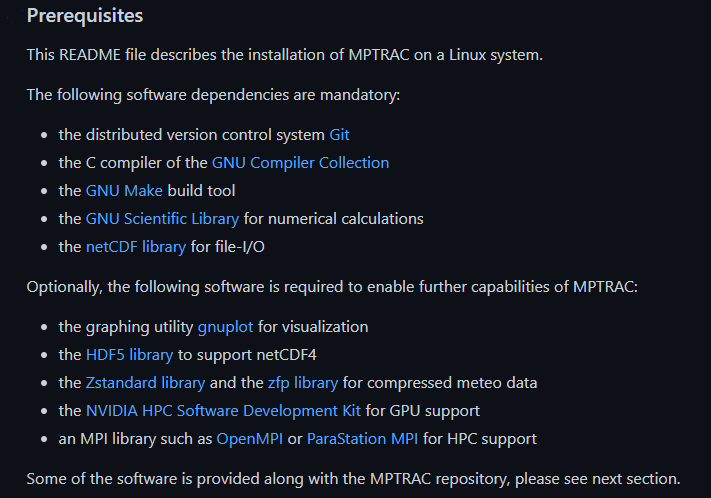 Prerequisites
This README file describes the installation of MPTRAC on a Linux system.
The following software dependencies are mandatory:
• the distributed version control system Git
• the C compiler of the GNU Compiler Collection
• the GNU Make build tool
• the GNU Scientific Library for numerical calculations
• the netCDF library for file-I/O
Optionally, the following software is required to enable further capabilities of MPTRAC:
• the graphing utility gnuplot for visualization
• the HDF5 library to support netCDF4
• the Zstandard library and the zfp library for compressed meteo data
• the NVIDIA HPC Software Development Kit for GPU support
• an MPI library such as OpenMPI or ParaStation MPI for HPC support
Some of the software is provided along with the MPTRAC repository, please see next section.